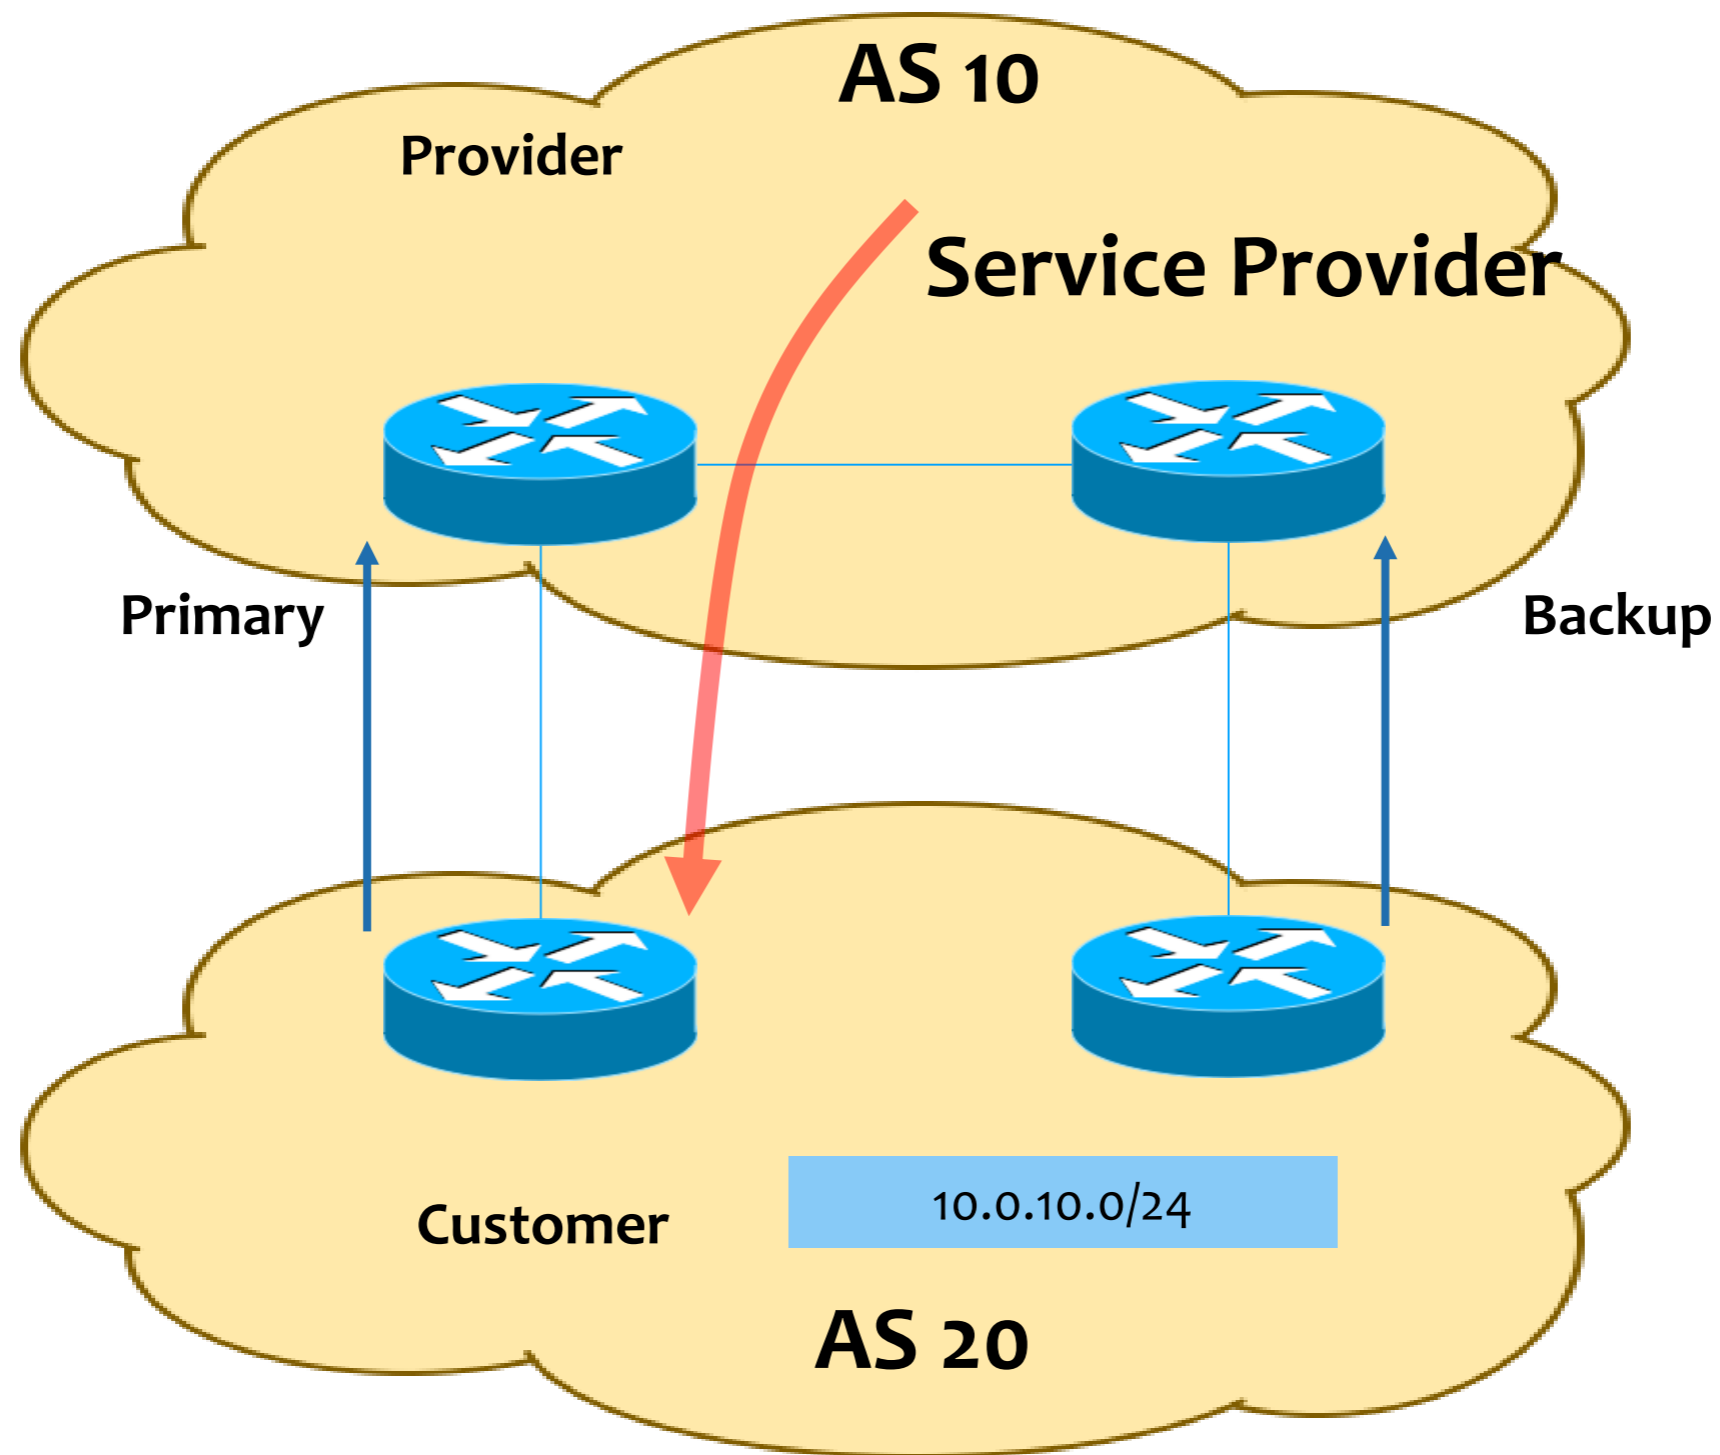 AS 10
Provider
Service Provider
Primary
Backup
10.0.10.0/24
Customer
AS 20